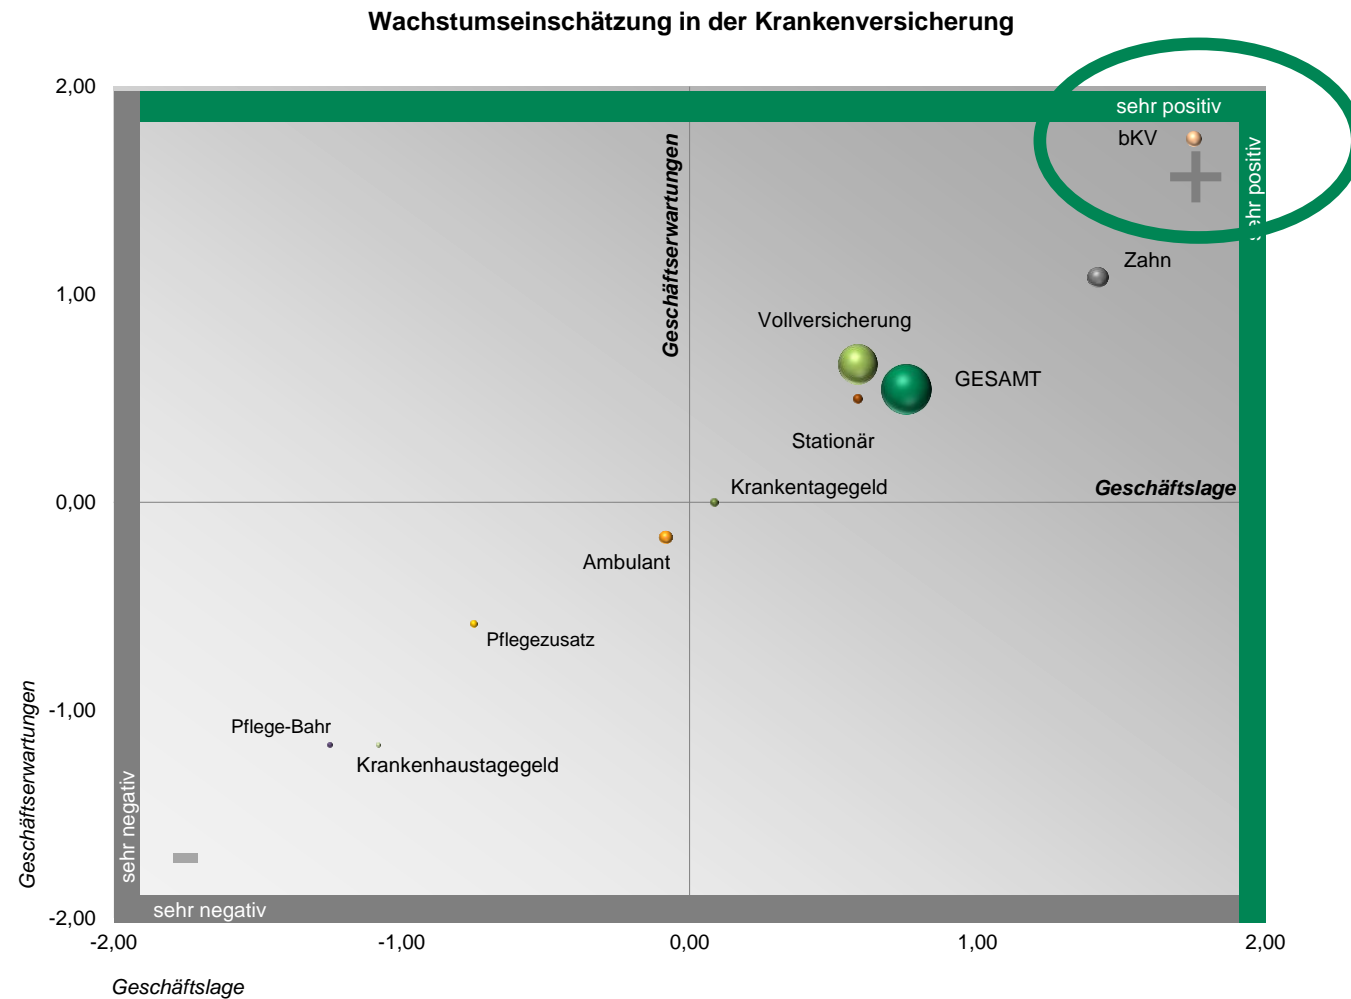 Wachstumseinschätzung in der Krankenversicherung
2,00
sehr positiv
bKV
sehr positiv
Geschäftserwartungen
Zahn
1,00
Vollversicherung
GESAMT
Stationär
Krankentagegeld
Geschäftslage
0,00
Ambulant
Pflegezusatz
Geschäftserwartungen
-1,00
Pflege-Bahr
Krankenhaustagegeld
sehr negativ
sehr negativ
-2,00
-2,00
-1,00
0,00
1,00
2,00
Geschäftslage